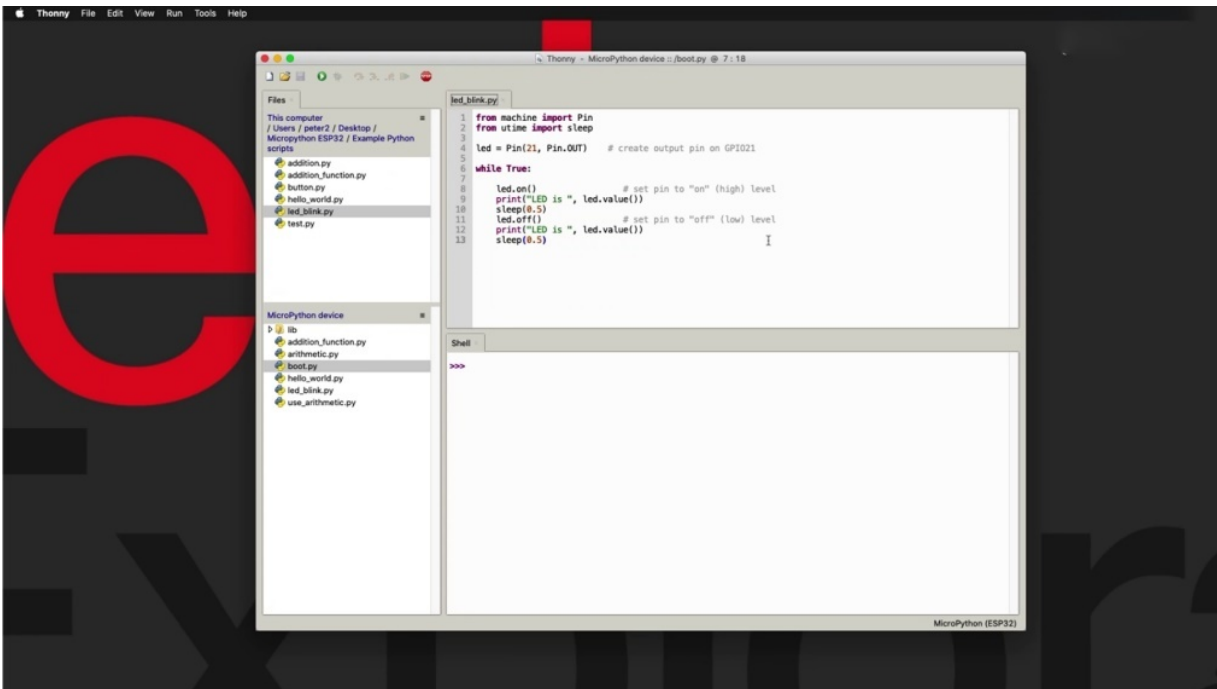 Thonny File Edit View Run Tools Help
Thonny - MicroPython device :: /boot.py @ 7 : 18
Files
This computer
/ Users / peter2 / Desktop /
Micropython ESP32 / Example Python
scripts
addition.py
addition_function.py
button.py
hello_world.py
led_blink.py
test.py
MicroPython device
lib
addition_function.py
arithmetic.py
boot.py
hello_world.py
led_blink.py
use_arithmetic.py
led_blink.py
1 from machine import Pin
2 from utime import sleep
3
4 led = Pin(21, Pin.OUT) # create output pin on GPIO21
5
6 while True:
7
8 led.on() # set pin to "on" (high) level
9 print("LED is ", led.value())
10 sleep(0.5)
11 led.off() # set pin to "off" (low) level
12 print("LED is ", led.value())
13 sleep(0.5)
Shell
>>>
MicroPython (ESP32)
e
Explora